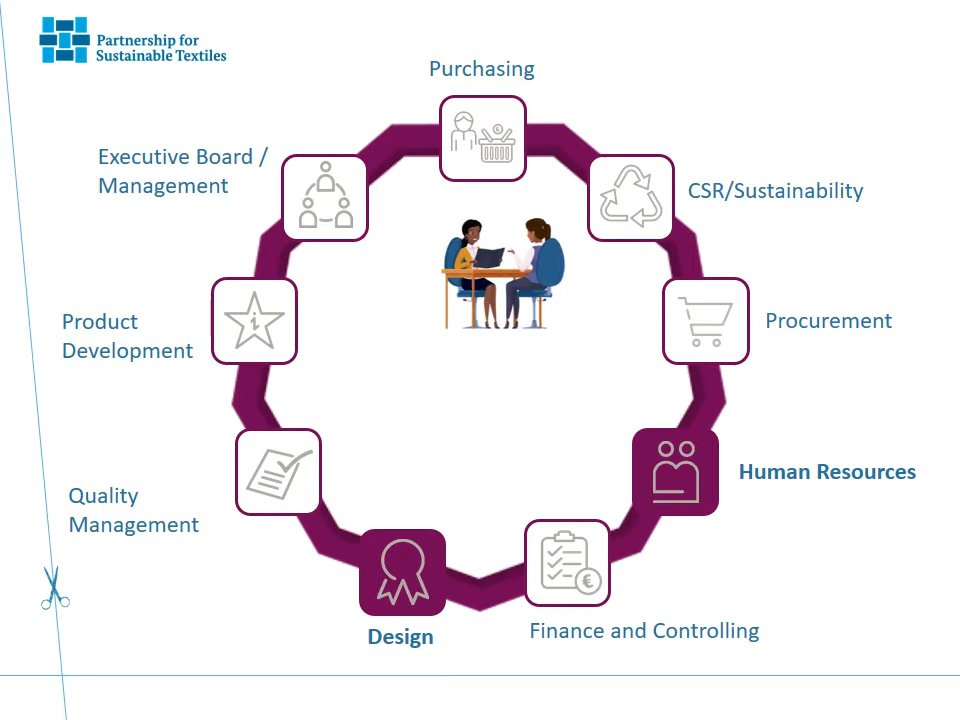 Partnership for
Sustainable Textiles
Purchasing
Executive Board /
Management
CSR/Sustainability
Product
Development
Procurement
Human Resources
Quality
Management
€
Design
Finance and Controlling